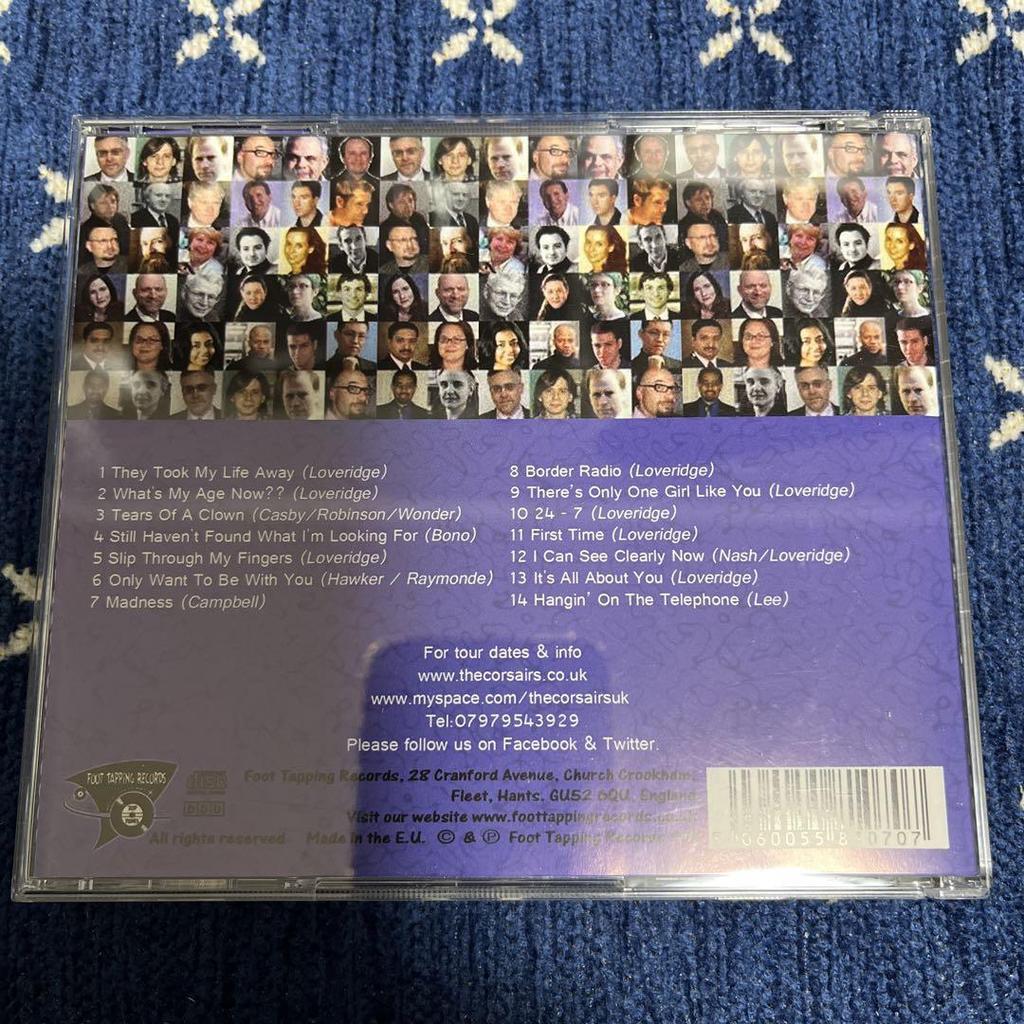 1 They Took My Life Away (Loveridge)
2 What's My Age Now?? (Loveridge)
3 Tears Of A Clown (Casby/Robinson/Wonder)
4 Still Haven't Found What I'm Looking For (Bono)
5 Slip Through My Fingers (Loveridge)
6 Only Want To Be With You (Hawker / Raymonde)
7 Madness (Campbell)
8 Border Radio (Loveridge)
9 There's Only One Girl Like You (Loveridge)
10 24 - 7 (Loveridge)
11 First Time (Loveridge)
12 I Can See Clearly Now (Nash/Loveridge)
13 It's All About You (Loveridge)
14 Hangin' On The Telephone (Lee)
For tour dates & info
www.thecorsairs.co.uk
www.myspace.com/thecorsairsuk
Tel:07979543929
Please follow us on Facebook & Twitter.
FOOT TAPPING RECORDS
disc
Foot Tapping Records, 28 Cranford Avenue, Church Crookham,
Fleet, Hants. GU52 6QU. England
Visit our website www.foottappingrecords.co.uk
All rights reserved Made in the E.U. © & ℗ Foot Tapping Records